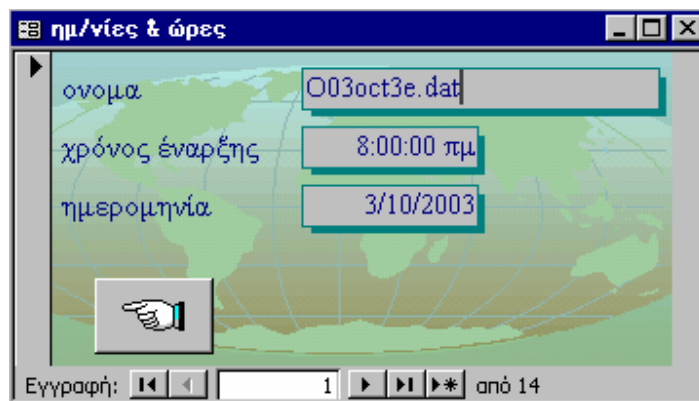 ημ/νίες & ώρες
ονομα O03oct3e.dat
χρόνος έναρξης 8:00:00 πμ
ημερομηνία 3/10/2003
Εγγραφή: 1 από 14